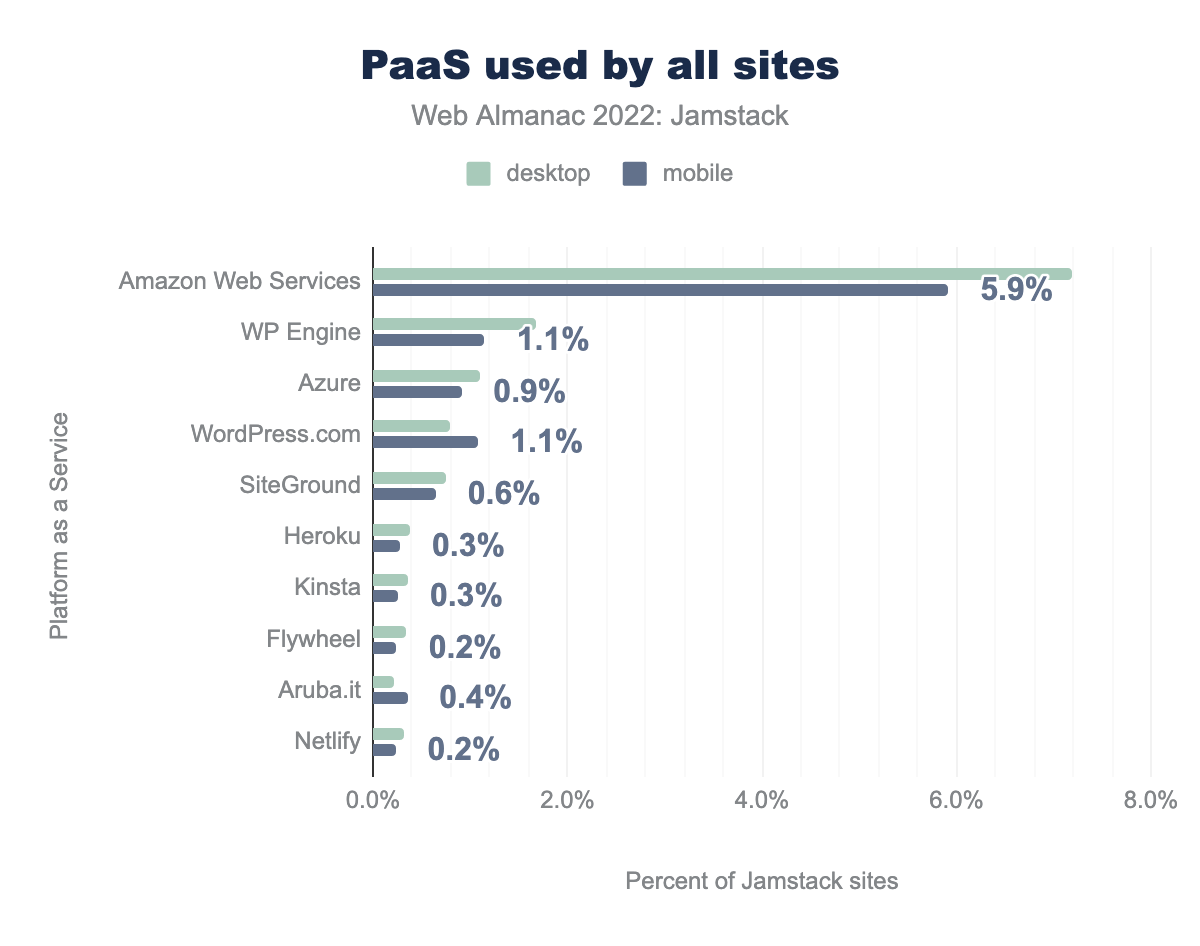 PaaS used by all sites
Web Almanac 2022: Jamstack
desktop mobile
Platform as a Service
Amazon Web Services 5.9%
WP Engine 1.1%
Azure 0.9%
WordPress.com 1.1%
SiteGround 0.6%
Heroku 0.3%
Kinsta 0.3%
Flywheel 0.2%
Aruba.it 0.4%
Netlify 0.2%
0.0% 2.0% 4.0% 6.0% 8.0%
Percent of Jamstack sites